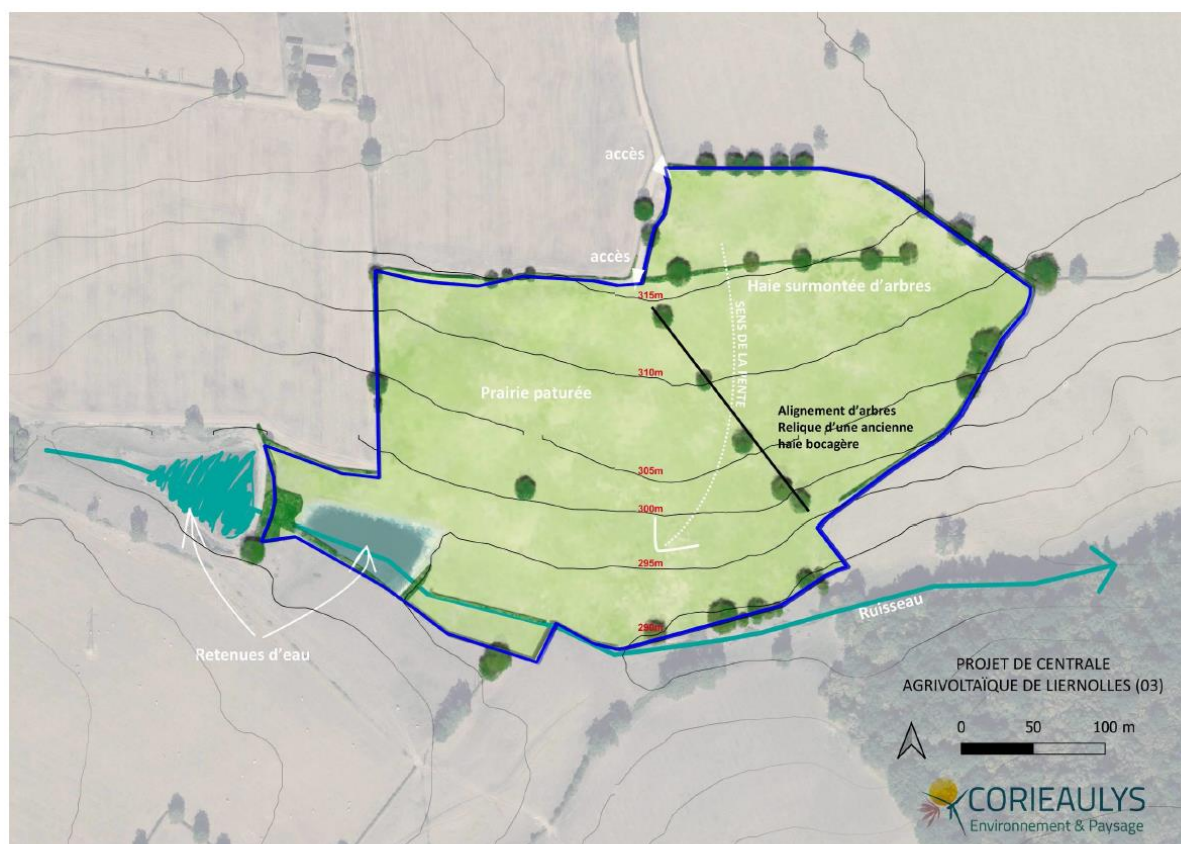 accès
accès
315m
Haie surmontée d'arbres
SENS DE LA PENTE
310m
Prairie paturée
Alignement d'arbres
Relique d'une ancienne
haie bocagère
305m
300m
295m
290m
Ruisseau
Retenues d'eau
PROJET DE CENTRALE
AGRIVOLTAÏQUE DE LIERNOLLES (03)
0 50 100 m
CORIEAULYS
Environnement & Paysage